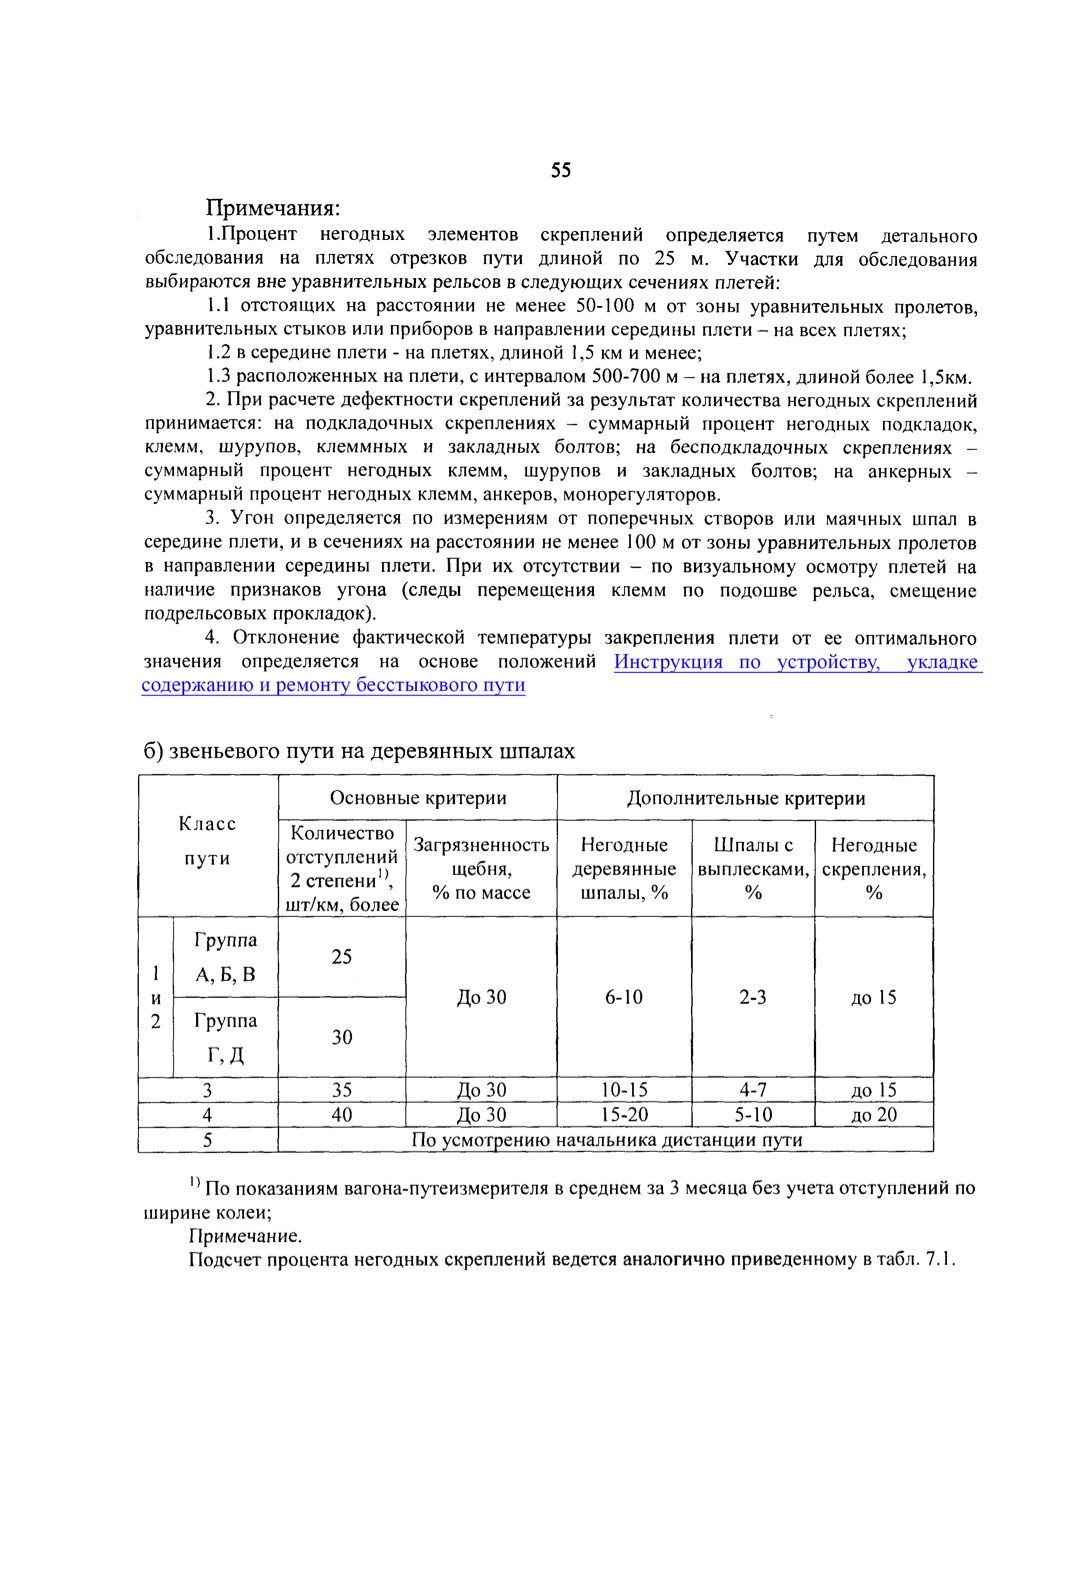 55
Примечания:
1.Процент негодных элементов скреплений определяется путем детального
обследования на плетях отрезков пути длиной по 25 м. Участки для обследования
выбираются вне уравнительных рельсов в следующих сечениях плетей:
1.1 отстоящих на расстоянии не менее 50-100 м от зоны уравнительных пролетов,
уравнительных стыков или приборов в направлении середины плети – на всех плетях;
1.2 в середине плети - на плетях, длиной 1,5 км и менее;
1.3 расположенных на плети, с интервалом 500-700 м – на плетях, длиной более 1,5км.
2. При расчете дефектности скреплений за результат количества негодных скреплений
принимается: на подкладочных скреплениях – суммарный процент негодных подкладок,
клемм, шурупов, клеммных и закладных болтов; на бесподкладочных скреплениях –
суммарный процент негодных клемм, шурупов и закладных болтов; на анкерных –
суммарный процент негодных клемм, анкеров, монорегуляторов.
3. Угон определяется по измерениям от поперечных створов или маячных шпал в
середине плети, и в сечениях на расстоянии не менее 100 м от зоны уравнительных пролетов
в направлении середины плети. При их отсутствии – по визуальному осмотру плетей на
наличие признаков угона (следы перемещения клемм по подошве рельса, смещение
подрельсовых прокладок).
4. Отклонение фактической температуры закрепления плети от ее оптимального
значения определяется на основе положений Инструкция по устройству, укладке
содержанию и ремонту бесстыкового пути
б) звеньевого пути на деревянных шпалах
Класс
пути
Основные критерии
Дополнительные критерии
Количество
отступлений
2 степени¹⁾,
шт/км, более
Загрязненность
щебня,
% по массе
Негодные
деревянные
шпалы, %
Шпалы с
выплесками,
%
Негодные
скрепления,
%
1
и
2
Группа
А, Б, В
25
Группа
Г, Д
30
До 30
6-10
2-3
до 15
3 35 До 30 10-15 4-7 до 15
4 40 До 30 15-20 5-10 до 20
5 По усмотрению начальника дистанции пути
¹⁾ По показаниям вагона-путеизмерителя в среднем за 3 месяца без учета отступлений по
ширине колеи;
Примечание.
Подсчет процента негодных скреплений ведется аналогично приведенному в табл. 7.1.